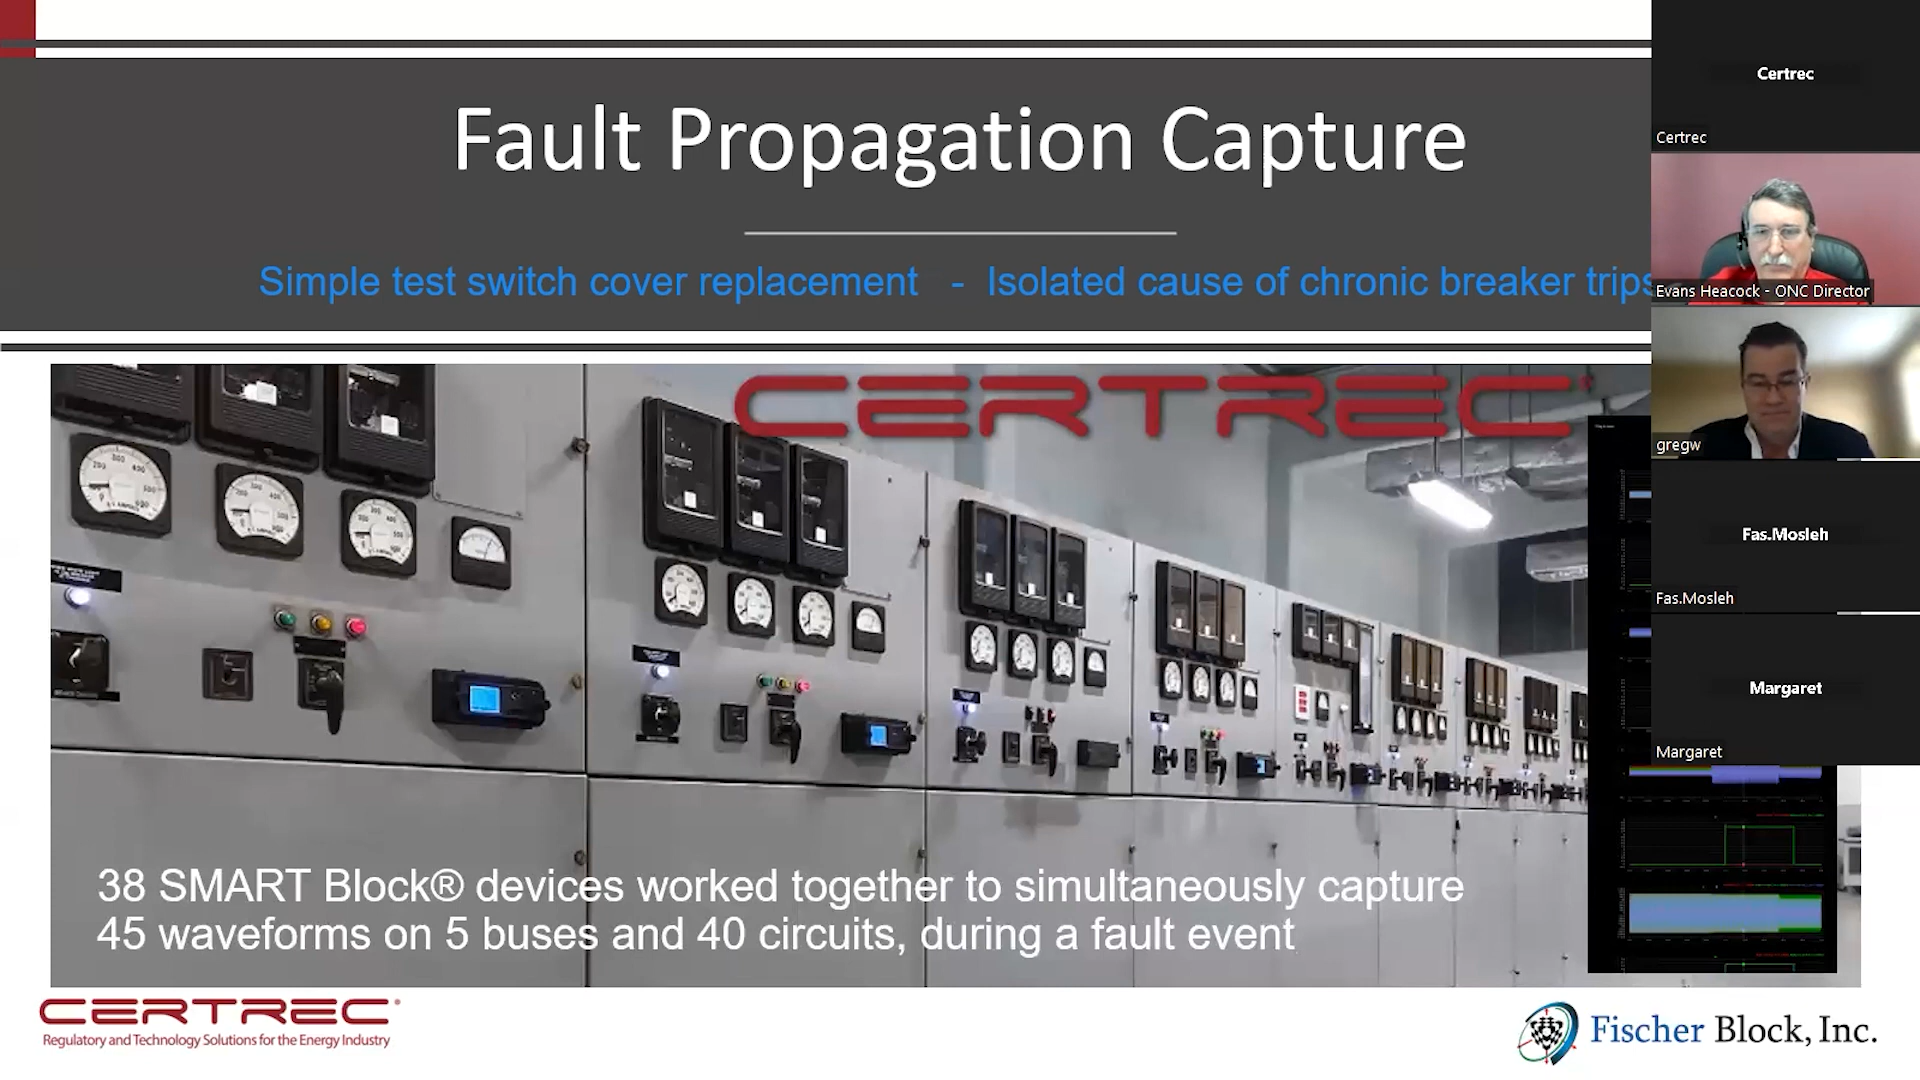 Fault Propagation Capture
Simple test switch cover replacement - Isolated cause of chronic breaker trips
CERTREC
38 SMART Block® devices worked together to simultaneously capture
45 waveforms on 5 buses and 40 circuits, during a fault event
CERTREC
Regulatory and Technology Solutions for the Energy Industry
Fischer Block, Inc.
Certrec
Certrec
Evans Heacock - ONC Director
gregw
Fas.Mosleh
Fas.Mosleh
Margaret
Margaret